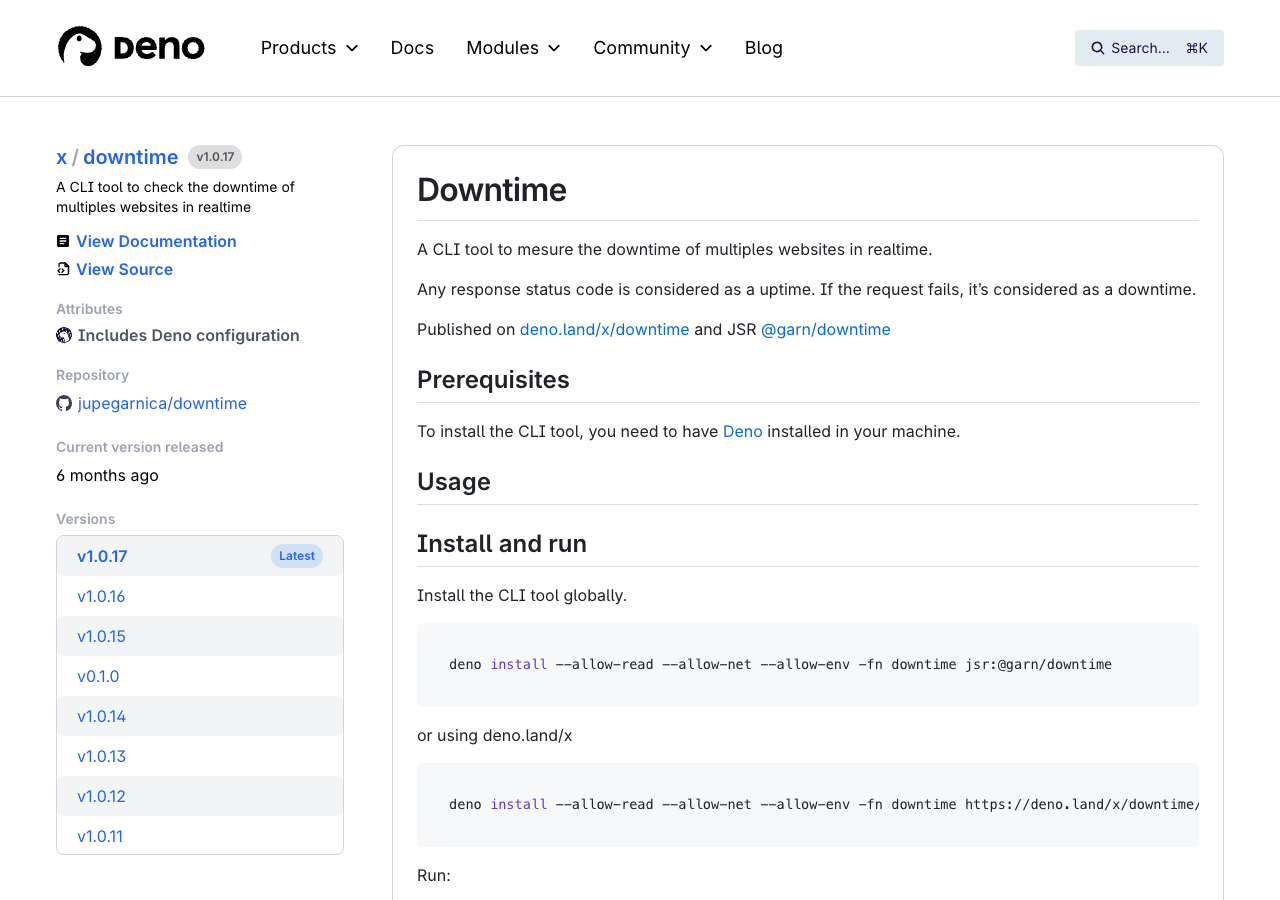 DENO
Products
Docs
Modules
Community
Blog
Search... ⌘K
x / downtime v1.0.17
A CLI tool to check the downtime of
multiples websites in realtime
View Documentation
View Source
Attributes
Includes Deno configuration
Repository
jupegarnica/downtime
Current version released
6 months ago
Versions
v1.0.17 Latest
v1.0.16
v1.0.15
v0.1.0
v1.0.14
v1.0.13
v1.0.12
v1.0.11
Downtime
A CLI tool to mesure the downtime of multiples websites in realtime.
Any response status code is considered as a uptime. If the request fails, it’s considered as a downtime.
Published on deno.land/x/downtime and JSR @garn/downtime
Prerequisites
To install the CLI tool, you need to have Deno installed in your machine.
Usage
Install and run
Install the CLI tool globally.
deno install --allow-read --allow-net --allow-env -fn downtime jsr:@garn/downtime
or using deno.land/x
deno install --allow-read --allow-net --allow-env -fn downtime https://deno.land/x/downtime/
Run: